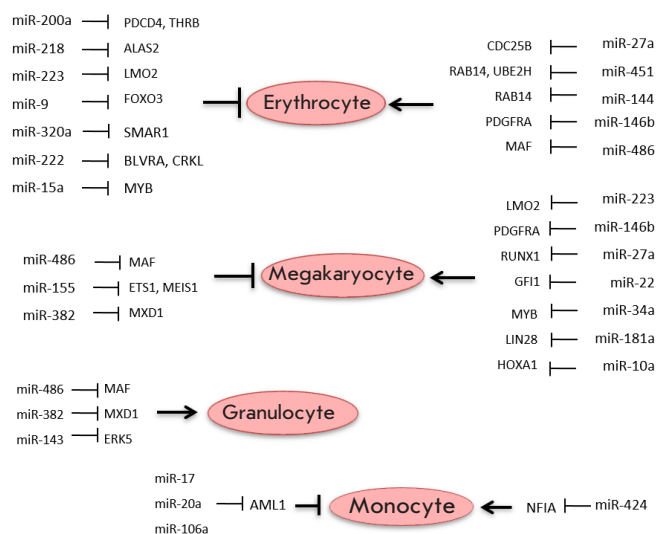 miR-200a PDCD4, THRB
miR-218 ALAS2
miR-223 LMO2
miR-9 FOXO3
miR-320a SMAR1
miR-222 BLVRA, CRKL
miR-15a MYB
Erythrocyte
CDC25B miR-27a
RAB14, UBE2H miR-451
RAB14 miR-144
PDGFRA miR-146b
MAF miR-486
miR-486 MAF
miR-155 ETS1, MEIS1
miR-382 MXD1
Megakaryocyte
LMO2 miR-223
PDGFRA miR-146b
RUNX1 miR-27a
GFI1 miR-22
MYB miR-34a
LIN28 miR-181a
HOXA1 miR-10a
miR-486 MAF
miR-382 MXD1
miR-143 ERK5
Granulocyte
miR-17
miR-20a AML1
miR-106a
Monocyte
NFIA miR-424